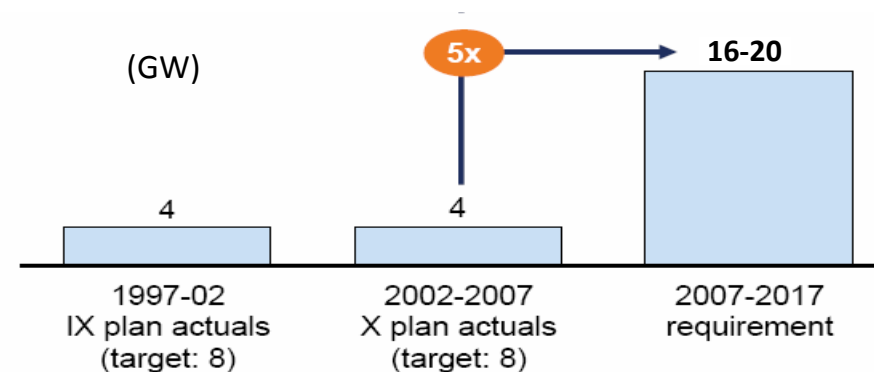 (GW)
5x
16-20
4
4
1997-02
IX plan actuals
(target: 8)
2002-2007
X plan actuals
(target: 8)
2007-2017
requirement